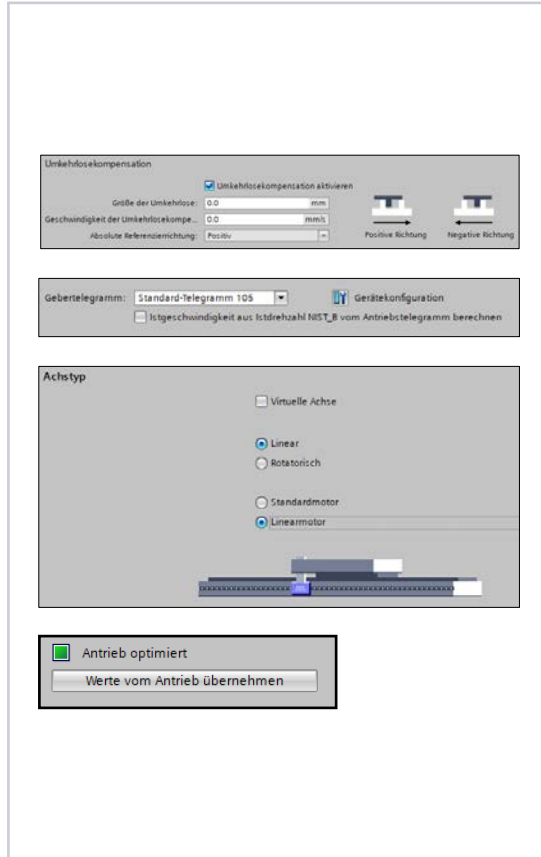 Umkehrlosekompensation
Umkehrlosekompensation aktivieren
Größe der Umkehrlose: 0.0 mm
Geschwindigkeit der Umkehrlosekompe... 0.0 mm/s
Absolute Referenzierrichtung: Positiv
Positive Richtung Negative Richtung
Gebertelegramm: Standard-Telegramm 105 Gerätekonfiguration
Istgeschwindigkeit aus Istdrehzahl NIST_B vom Antriebstelegramm berechnen
Achstyp
Virtuelle Achse
Linear
Rotatorisch
Standardmotor
Linearmotor
Antrieb optimiert
Werte vom Antrieb übernehmen